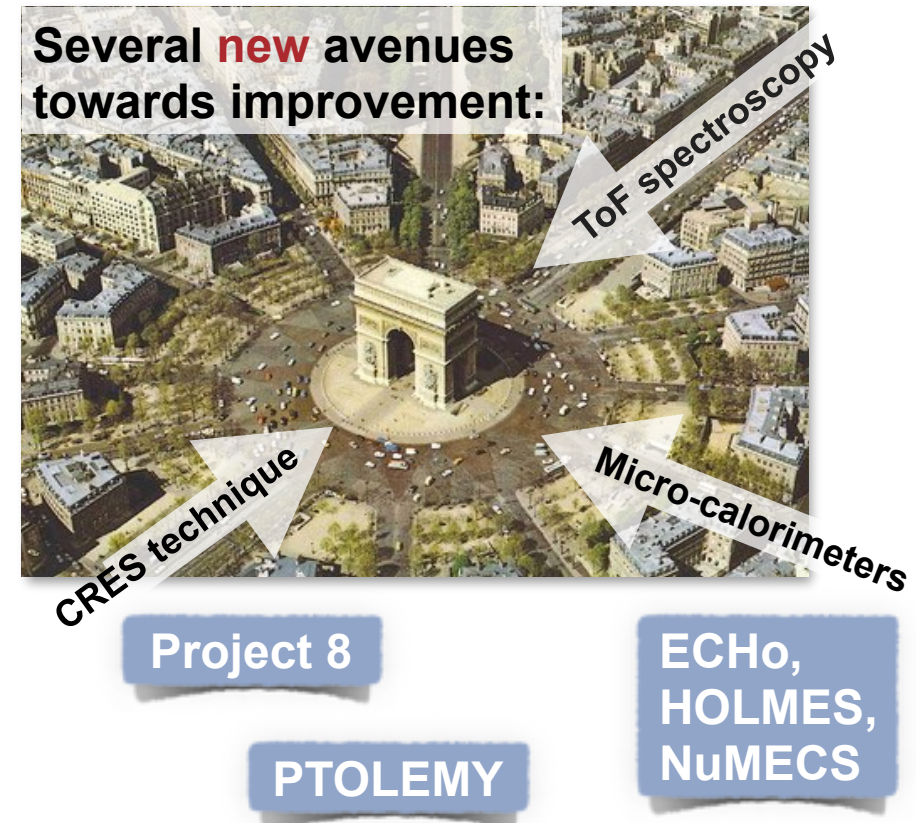 Several new avenues
towards improvement:
ToF spectroscopy
CRES technique
Micro-calorimeters
Project 8
ECHo,
HOLMES,
NuMECS
PTOLEMY